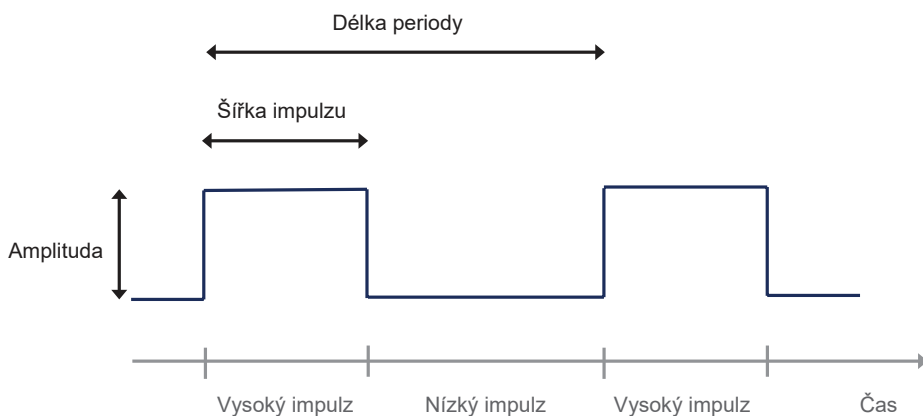 Délka periody
Šířka impulzu
Amplituda
Vysoký impulz
Nízký impulz
Vysoký impulz
Čas